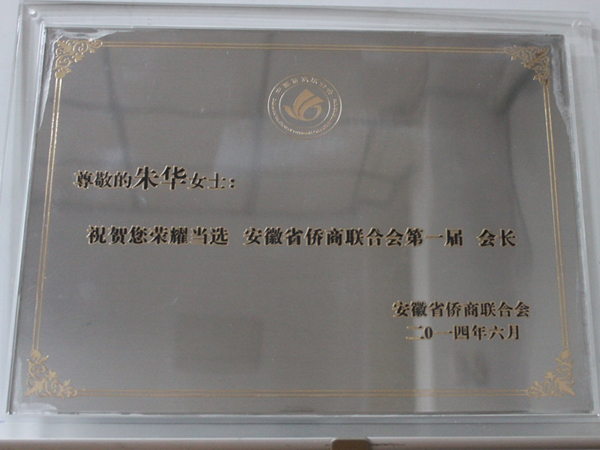 尊敬的朱华女士：
祝贺您荣耀当选 安徽省侨商联合会第一届 会长
安徽省侨商联合会
二0一四年六月